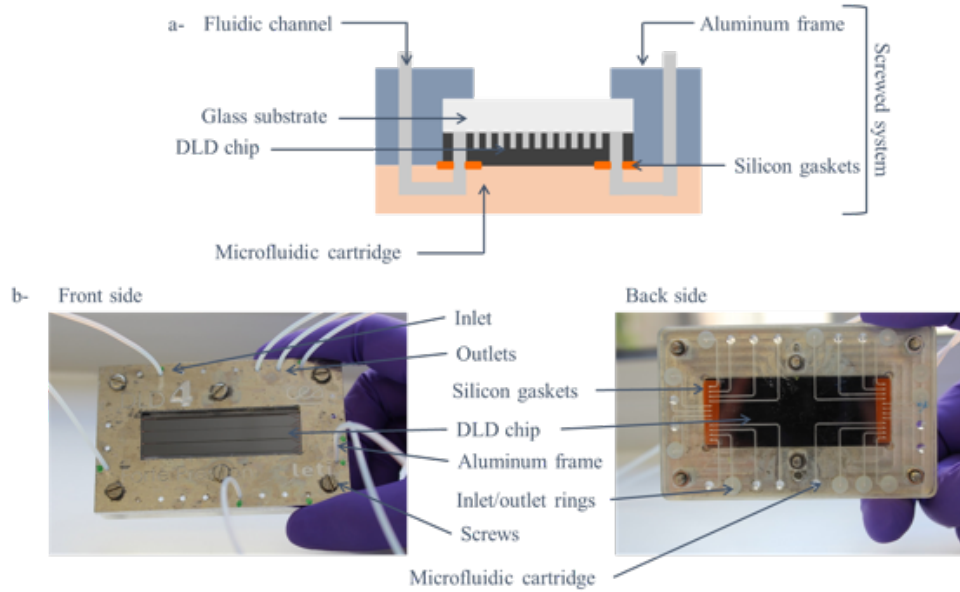 a- Fluidic channel
Aluminum frame
Screwed system
Glass substrate
DLD chip
Silicon gaskets
Microfluidic cartridge
b- Front side
Back side
Inlet
Outlets
Silicon gaskets
DLD chip
Aluminum frame
Inlet/outlet rings
Screws
Microfluidic cartridge
4